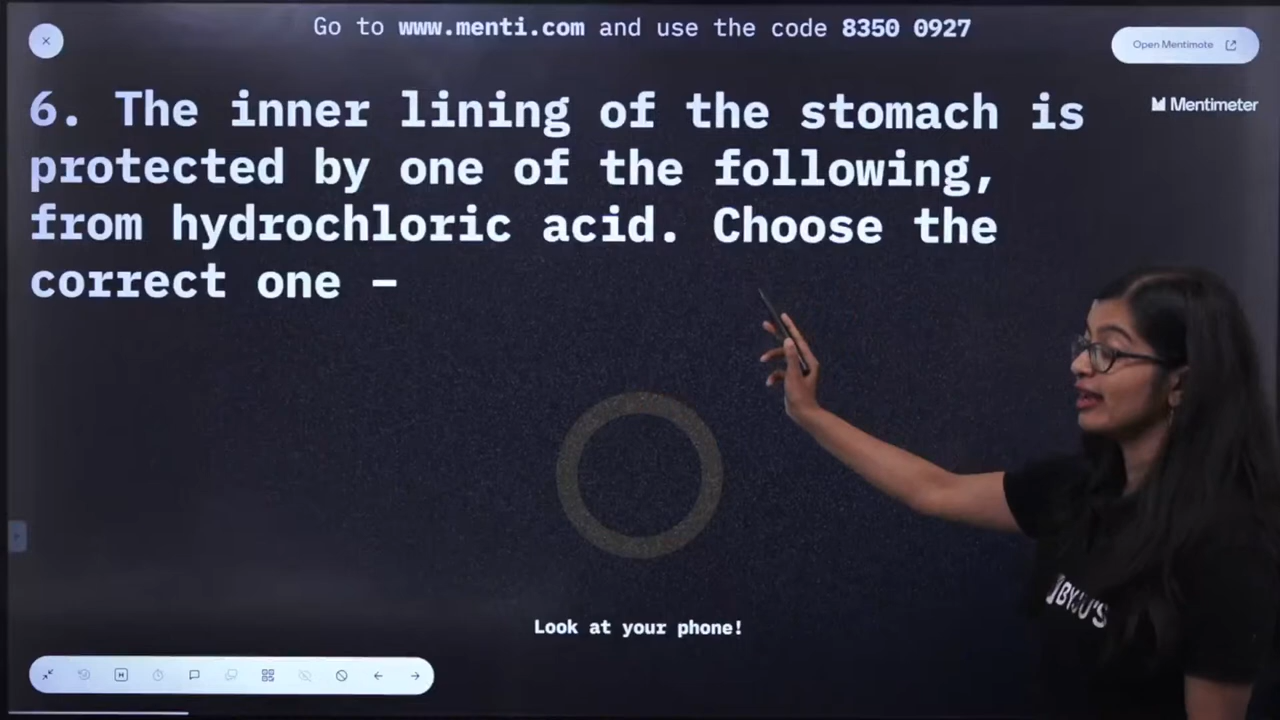 Go to www.menti.com and use the code 8350 0927
Open Mentimote
Mentimeter
6. The inner lining of the stomach is
protected by one of the following,
from hydrochloric acid. Choose the
correct one –
Look at your phone!
BYJU'S